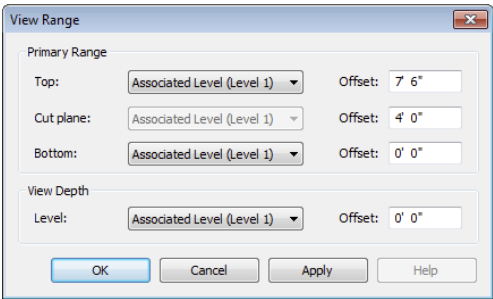 View Range
Primary Range
Top: Associated Level (Level 1) Offset: 7' 6"
Cut plane: Associated Level (Level 1) Offset: 4' 0"
Bottom: Associated Level (Level 1) Offset: 0' 0"
View Depth
Level: Associated Level (Level 1) Offset: 0' 0"
OK Cancel Apply Help